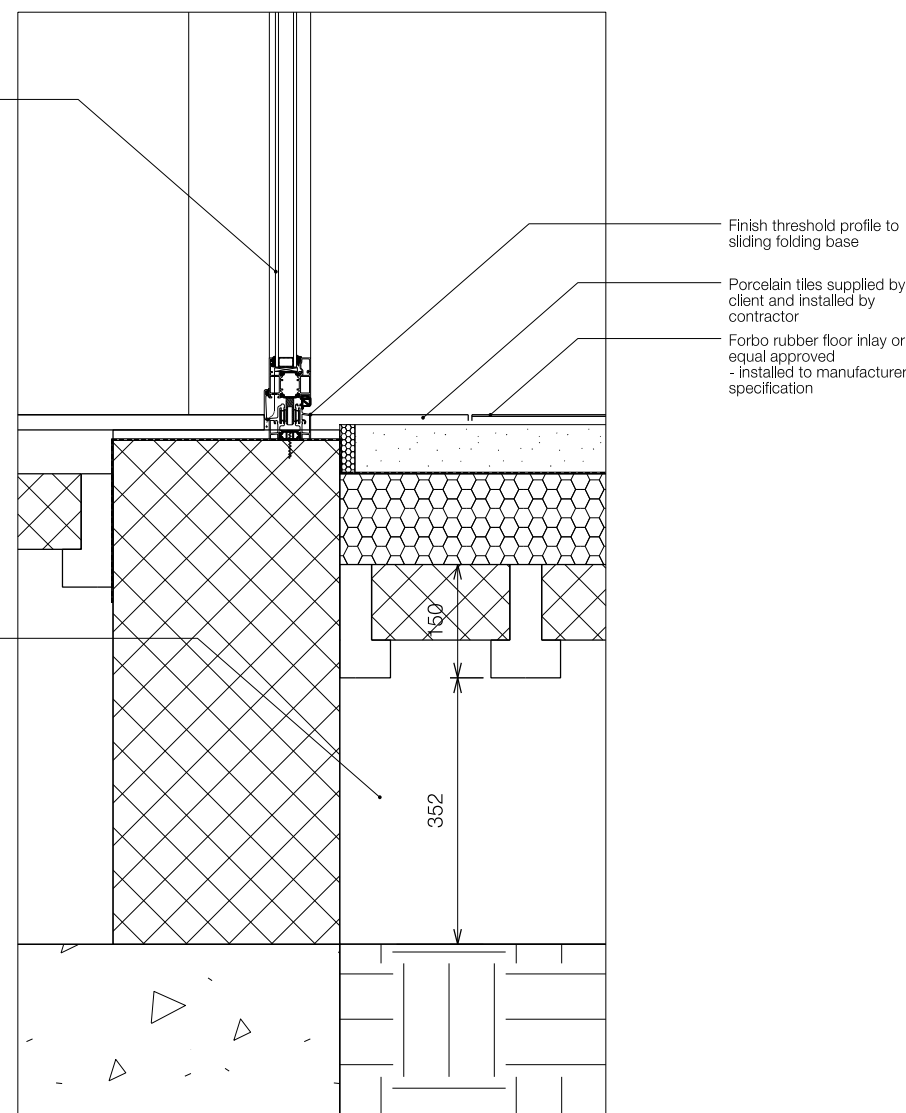 Finish threshold profile to
sliding folding base
Porcelain tiles supplied by
client and installed by
contractor
Forbo rubber floor inlay or
equal approved
- installed to manufacturer
specification
150
352